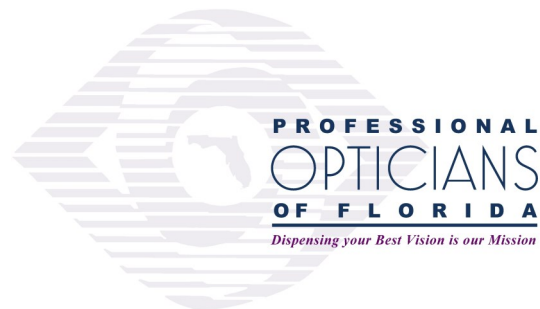 PROFESSIONAL
OPTICIANS
OF FLORIDA
Dispensing your Best Vision is our Mission